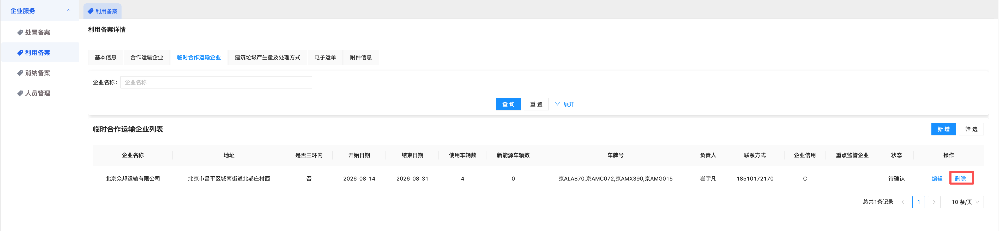 企业服务
利用备案
处置备案
利用备案
消纳备案
人员管理
利用备案详情
基本信息 合作运输企业 临时合作运输企业 建筑垃圾产生量及处理方式 电子运单 附件信息
企业名称: 企业名称
查 询 重 置 展开
临时合作运输企业列表 新 增 筛 选
企业名称 地址 是否三环内 开始日期 结束日期 使用车辆数 新能源车辆数 车牌号 负责人 联系方式 企业信用 重点监管企业 状态 操作
北京众邦运输有限公司 北京市昌平区城南街道北郝庄村西 否 2026-08-14 2026-08-31 4 0 京ALA870,京AMC072,京AMX390,京AMG015 崔宇凡 18510172170 C 待确认 编辑 删除
总共1条记录 < 1 > 10 条/页